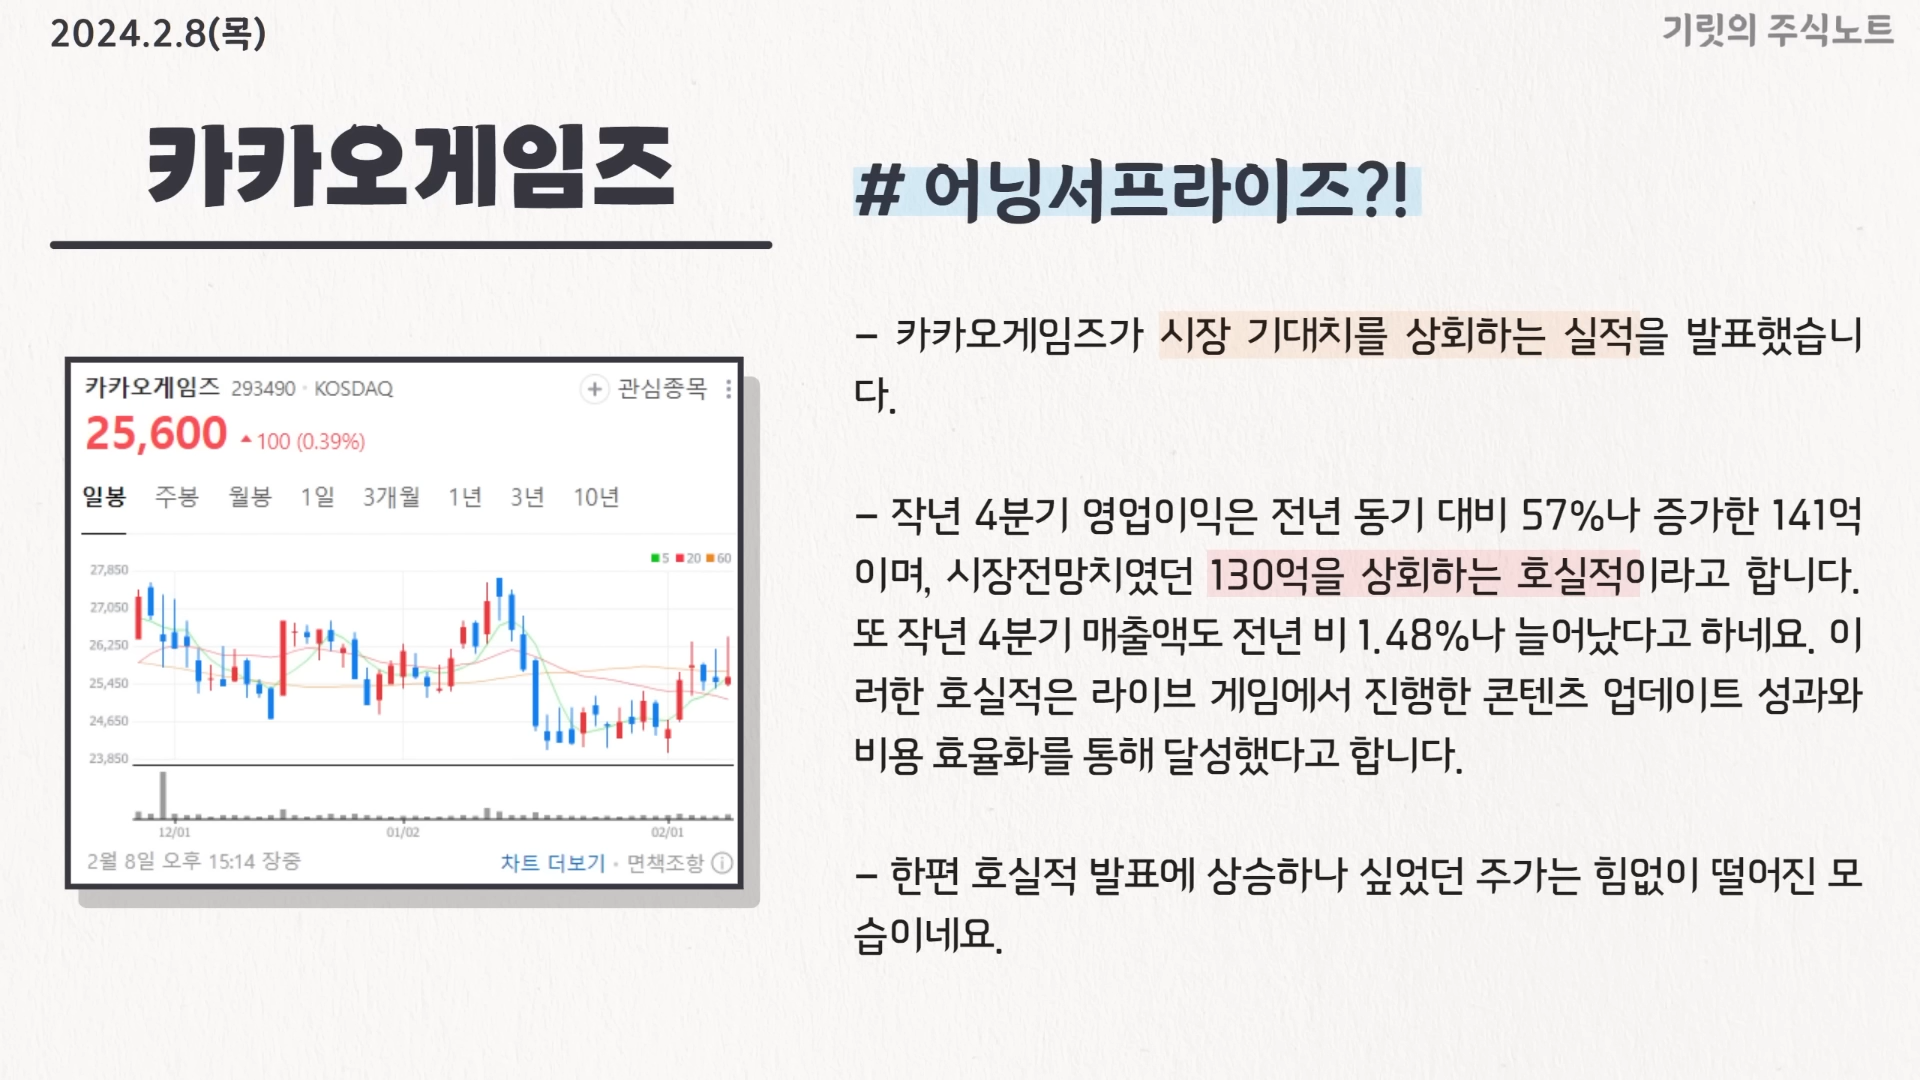 2024.2.8(목)
기릿의 주식노트
카카오게임즈
카카오게임즈 293490 · KOSDAQ
+ 관심종목
25,600 ▲100 (0.39%)
일봉 주봉 월봉 1일 3개월 1년 3년 10년
5 20 60
27,850
27,050
26,250
25,450
24,650
23,850
12/01 01/02 02/01
2월 8일 오후 15:14 장중
차트 더보기 · 면책조항
# 어닝서프라이즈?!
– 카카오게임즈가 시장 기대치를 상회하는 실적을 발표했습니
다.
– 작년 4분기 영업이익은 전년 동기 대비 57%나 증가한 141억
이며, 시장전망치였던 130억을 상회하는 호실적이라고 합니다.
또 작년 4분기 매출액도 전년 비 1.48%나 늘어났다고 하네요. 이
러한 호실적은 라이브 게임에서 진행한 콘텐츠 업데이트 성과와
비용 효율화를 통해 달성했다고 합니다.
– 한편 호실적 발표에 상승하나 싶었던 주가는 힘없이 떨어진 모
습이네요.